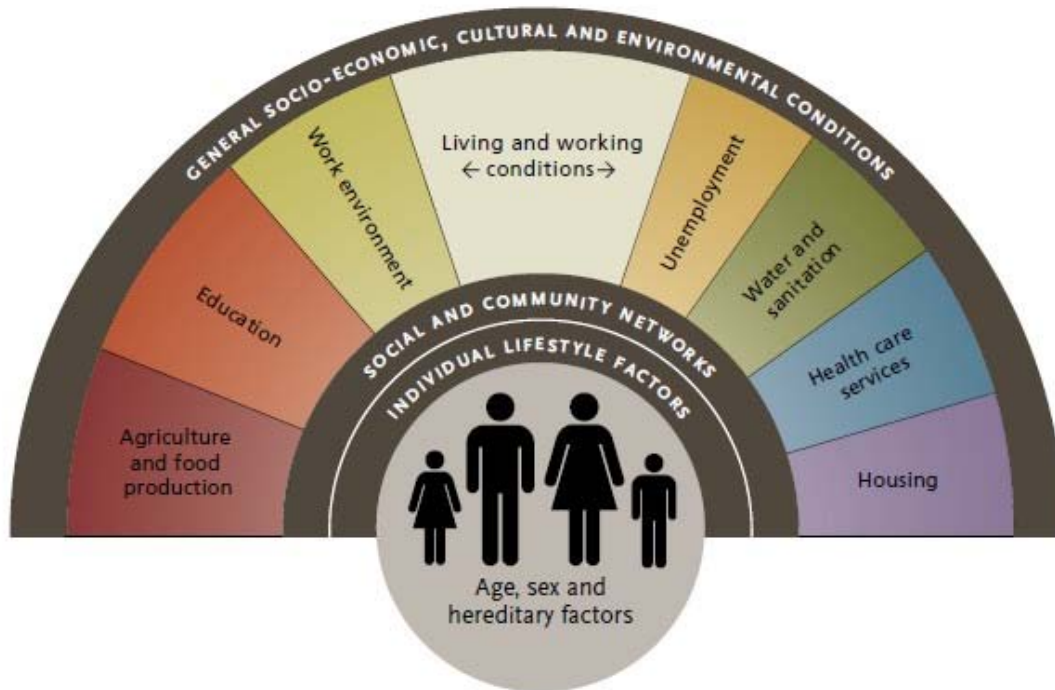 GENERAL SOCIO-ECONOMIC, CULTURAL AND ENVIRONMENTAL CONDITIONS
Living and working
← conditions →
Work environment
Unemployment
Education
Water and
sanitation
Agriculture
and food
production
Health care
services
Housing
SOCIAL AND COMMUNITY NETWORKS
INDIVIDUAL LIFESTYLE FACTORS
Age, sex and
hereditary factors